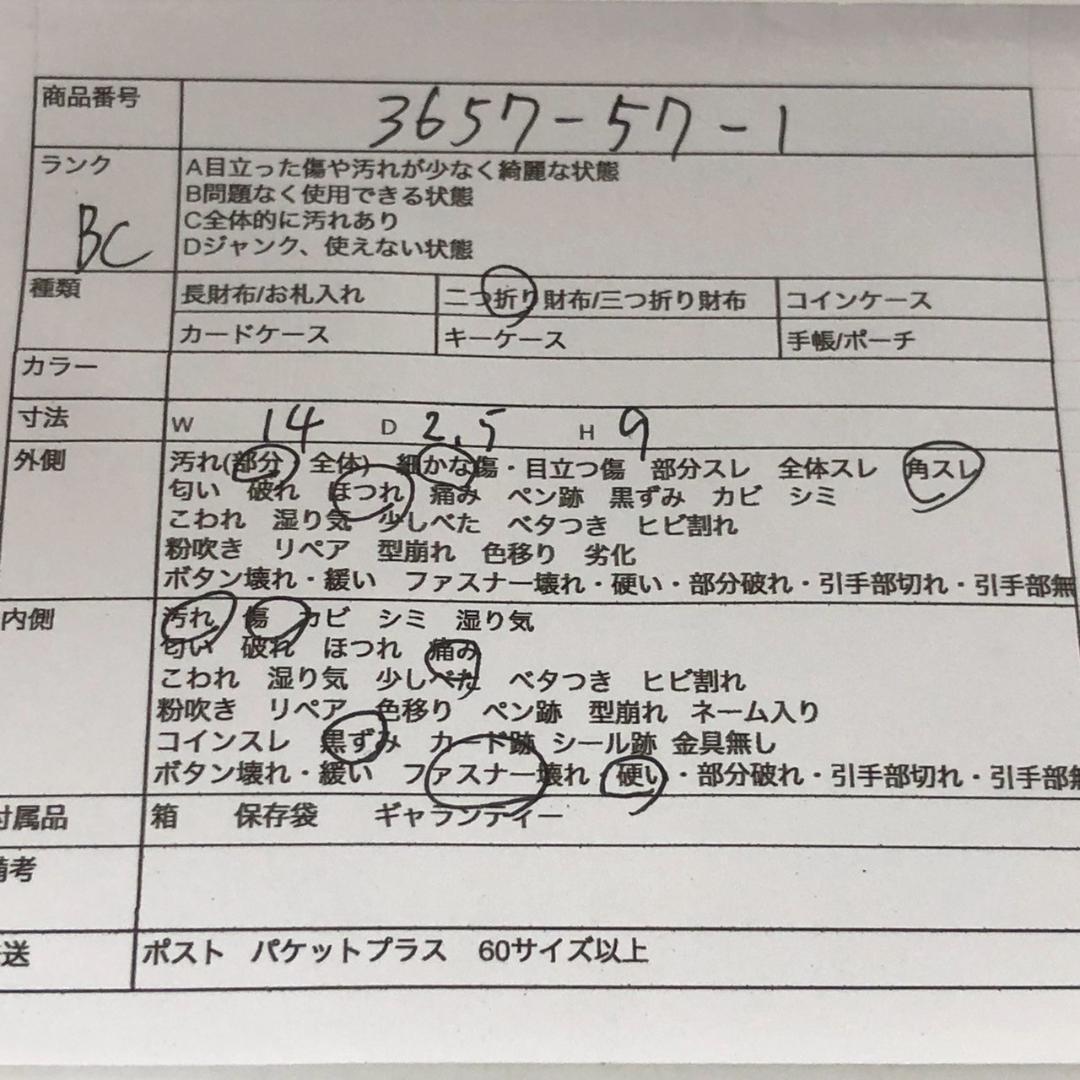 商品番号 3657-57-1
ランク BC
A目立った傷や汚れが少なく綺麗な状態
B問題なく使用できる状態
C全体的に汚れあり
Dジャンク、使えない状態
種類 長財布/お札入れ 二つ折り財布/三つ折り財布 コインケース
カードケース キーケース 手帳/ポーチ
カラー
寸法 W 14 D 2.5 H 9
外側 汚れ(部分 全体) 細かな傷・目立つ傷 部分スレ 全体スレ 角スレ
匂い 破れ ほつれ 痛み ペン跡 黒ずみ カビ シミ
こわれ 湿り気 少しべた ベタつき ヒビ割れ
粉吹き リペア 型崩れ 色移り 劣化
ボタン壊れ・緩い ファスナー壊れ・硬い・部分破れ・引手部切れ・引手部無
内側 汚れ 傷 カビ シミ 湿り気
匂い 破れ ほつれ 痛み
こわれ 湿り気 少しべた ベタつき ヒビ割れ
粉吹き リペア 色移り ペン跡 型崩れ ネーム入り
コインスレ 黒ずみ カード跡 シール跡 金具無し
ボタン壊れ・緩い ファスナー壊れ・硬い・部分破れ・引手部切れ・引手部無
付属品 箱 保存袋 ギャランティー
備考
送 ポスト パケットプラス 60サイズ以上